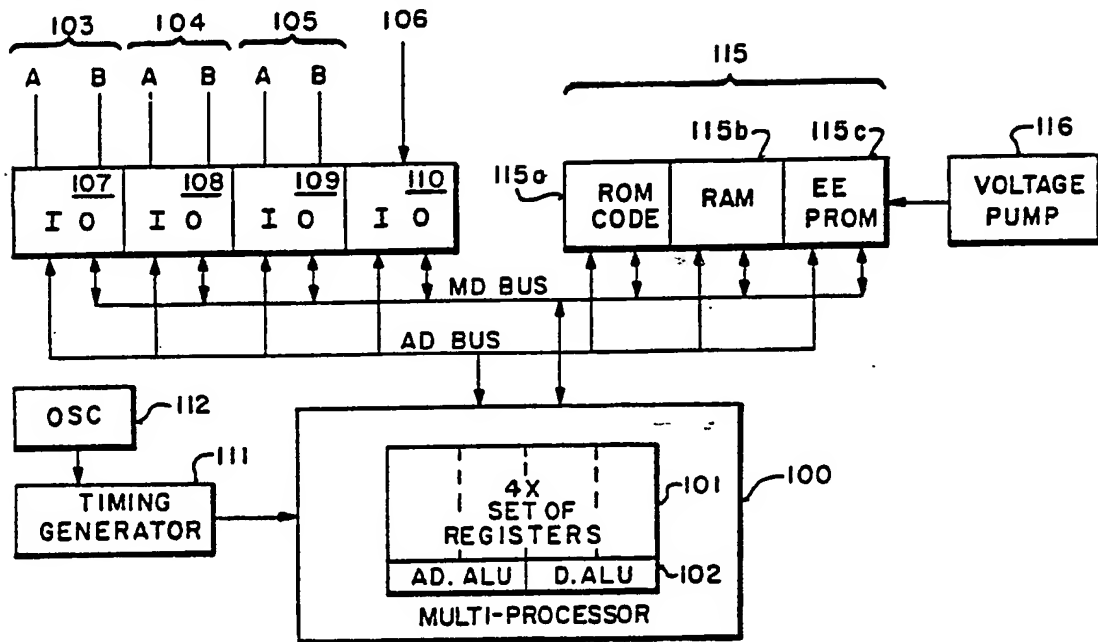 103 104 105 106
A B A B A B
115
115b 115c 116
107 108 109 110
I O I O I O I O
115a
ROM CODE
RAM
EE PROM
VOLTAGE PUMP
MD BUS
AD BUS
OSC
112
111
TIMING GENERATOR
4X
SET OF
REGISTERS
101
100
AD. ALU D. ALU
102
MULTI-PROCESSOR